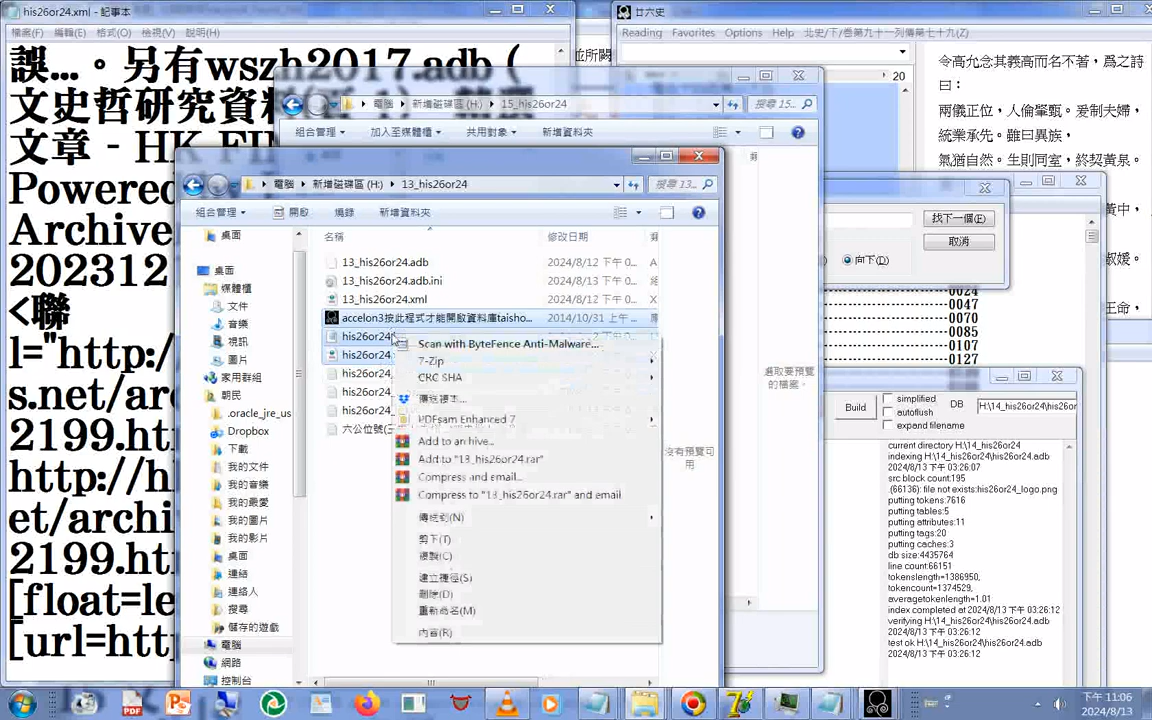 his26or24.xml - 記事本
檔案(F) 編輯(E) 格式(O) 檢視(V) 說明(H)
誤...。另有wszh2017.adb（
文史哲研究資料
文章 - HK FI
Powered
Archive
202312
<聯
l="http:/
s.net/arc
2199.ht
http://h
et/archi
2199.ht
[float=le
[url=htt
廿六史
Reading Favorites Options Help 北史/下/卷第九十一列傳第七十九(Z)
20
令高允念其義高而名不著，爲之詩
曰：
兩儀正位，人倫肇甄。爰制夫婦，
統業承先。雖曰異族，
氣猶自然。生則同室，終契黃泉。
黃中，
淑媛。
王命，
電腦 新增磁碟區 (H:) 15_his26or24
搜尋 15...
組合管理 加入至媒體櫃 共用對象 新增資料夾
電腦 新增磁碟區 (H:) 13_his26or24
搜尋 13...
組合管理 開啟 燒錄 新增資料夾
名稱 修改日期
桌面
桌面
媒體櫃
文件
音樂
視訊
圖片
家用群組
朝民
.oracle_jre_us
Dropbox
下載
我的文件
我的音樂
我的最愛
我的圖片
我的影片
桌面
連結
連絡人
搜尋
儲存的遊戲
電腦
網路
控制台
13_his26or24.adb 2024/8/12 下午 0... A
13_his26or24.adb.ini 2024/8/12 下午 0...
13_his26or24.xml 2024/8/12 下午 0... X
accelon3按此程式才能開啟資料庫taisho... 2014/10/31 上午 ...
his26or24
his26or24.
his26or24
his26or24
his26or24
六公位號(三
Scan with ByteFence Anti-Malware...
7-Zip
CRC SHA
傳送複本...
PDFsam Enhanced 7
Add to archive...
Add to "13_his26or24.rar"
Compress and email...
Compress to "13_his26or24.rar" and email
傳送到(N)
剪下(T)
複製(C)
建立捷徑(S)
刪除(D)
重新命名(M)
內容(R)
選取要預覽
的檔案。
沒有預覽可
用
找下一個(F)
取消
向下(D)
0024
0047
0070
0085
0107
0127
Build
simplified
autoflush
expand filename
DB H:\14_his26or24\his26or
current directory H:\14_his26or24
indexing H:\14_his26or24\his26or24.adb
2024/8/13 下午 03:26:07
src block count:195
.(66136): file not exists:his26or24_logo.png
putting tokens:7616
putting tables:5
putting attributes:11
putting tags:20
putting caches:3
db size:4435764
line count:66151
tokenslength=1386950,
tokencount=1374529,
averagetokenlength=1.01
index completed at 2024/8/13 下午 03:26:12
verifying H:\14_his26or24\his26or24.adb
2024/8/13 下午 03:26:12
test ok H:\14_his26or24\his26or24.adb
2024/8/13 下午 03:26:12
下午 11:06
2024/8/13